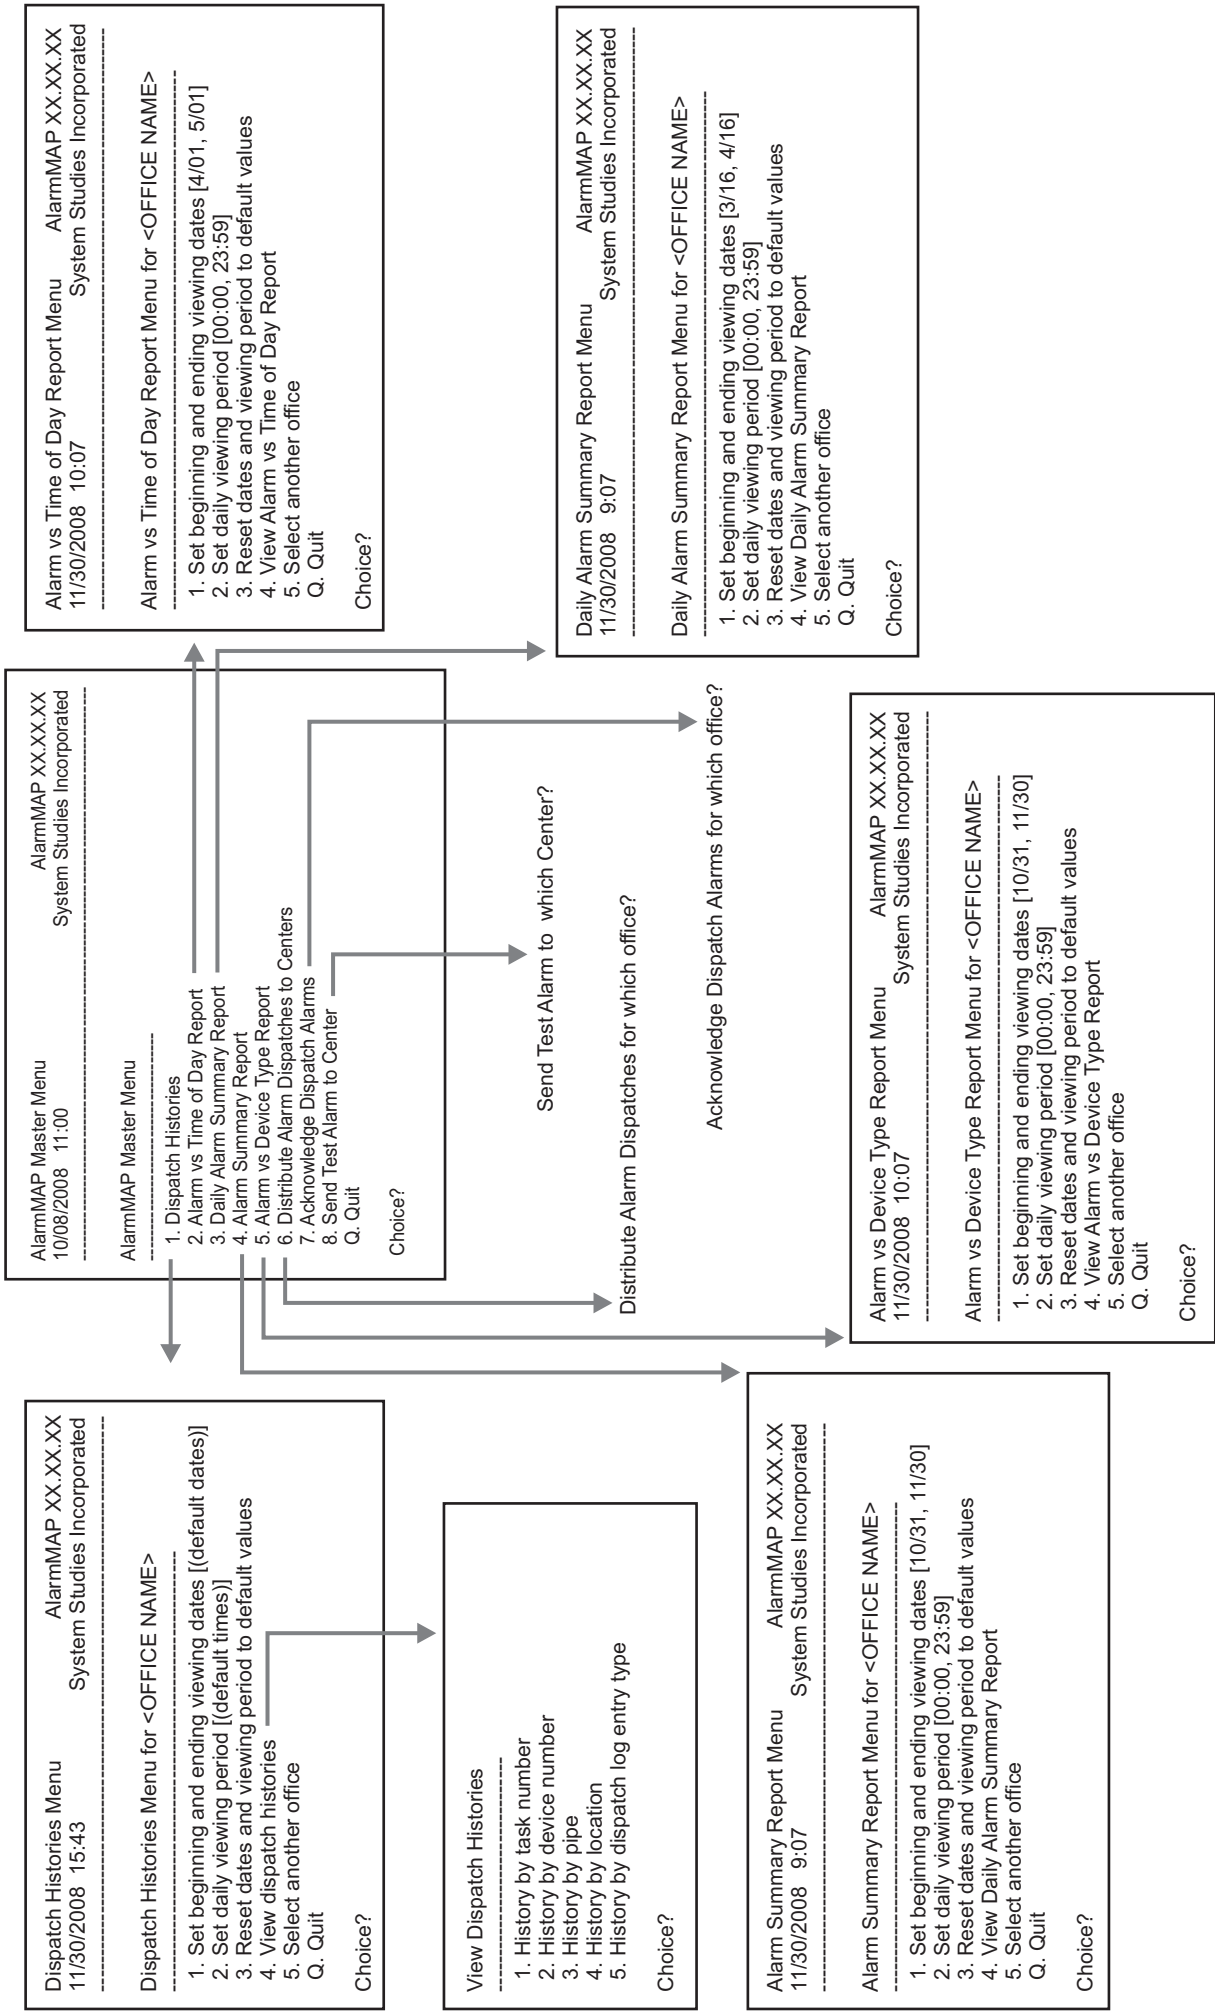 Dispatch Histories Menu AlarmMAP XX.XX.XX
11/30/2008 15:43 System Studies Incorporated
Dispatch Histories Menu for <OFFICE NAME>
1. Set beginning and ending viewing dates [(default dates)]
2. Set daily viewing period [(default times)]
3. Reset dates and viewing period to default values
4. View dispatch histories
5. Select another office
Q. Quit
Choice?
View Dispatch Histories
1. History by task number
2. History by device number
3. History by pipe
4. History by location
5. History by dispatch log entry type
Choice?
Alarm Summary Report Menu AlarmMAP XX.XX.XX
11/30/2008 9:07 System Studies Incorporated
Alarm Summary Report Menu for <OFFICE NAME>
1. Set beginning and ending viewing dates [10/31, 11/30]
2. Set daily viewing period [00:00, 23:59]
3. Reset dates and viewing period to default values
4. View Daily Alarm Summary Report
5. Select another office
Q. Quit
Choice?
AlarmMAP Master Menu AlarmMAP XX.XX.XX
10/08/2008 11:00 System Studies Incorporated
AlarmMAP Master Menu
1. Dispatch Histories
2. Alarm vs Time of Day Report
3. Daily Alarm Summary Report
4. Alarm Summary Report
5. Alarm vs Device Type Report
6. Distribute Alarm Dispatches to Centers
7. Acknowledge Dispatch Alarms
8. Send Test Alarm to Center
Q. Quit
Choice?
Send Test Alarm to which Center?
Distribute Alarm Dispatches for which office?
Acknowledge Dispatch Alarms for which office?
Alarm vs Device Type Report Menu AlarmMAP XX.XX.XX
11/30/2008 10:07 System Studies Incorporated
Alarm vs Device Type Report Menu for <OFFICE NAME>
1. Set beginning and ending viewing dates [10/31, 11/30]
2. Set daily viewing period [00:00, 23:59]
3. Reset dates and viewing period to default values
4. View Alarm vs Device Type Report
5. Select another office
Q. Quit
Choice?
Alarm vs Time of Day Report Menu AlarmMAP XX.XX.XX
11/30/2008 10:07 System Studies Incorporated
Alarm vs Time of Day Report Menu for <OFFICE NAME>
1. Set beginning and ending viewing dates [4/01, 5/01]
2. Set daily viewing period [00:00, 23:59]
3. Reset dates and viewing period to default values
4. View Alarm vs Time of Day Report
5. Select another office
Q. Quit
Choice?
Daily Alarm Summary Report Menu AlarmMAP XX.XX.XX
11/30/2008 9:07 System Studies Incorporated
Daily Alarm Summary Report Menu for <OFFICE NAME>
1. Set beginning and ending viewing dates [3/16, 4/16]
2. Set daily viewing period [00:00, 23:59]
3. Reset dates and viewing period to default values
4. View Daily Alarm Summary Report
5. Select another office
Q. Quit
Choice?